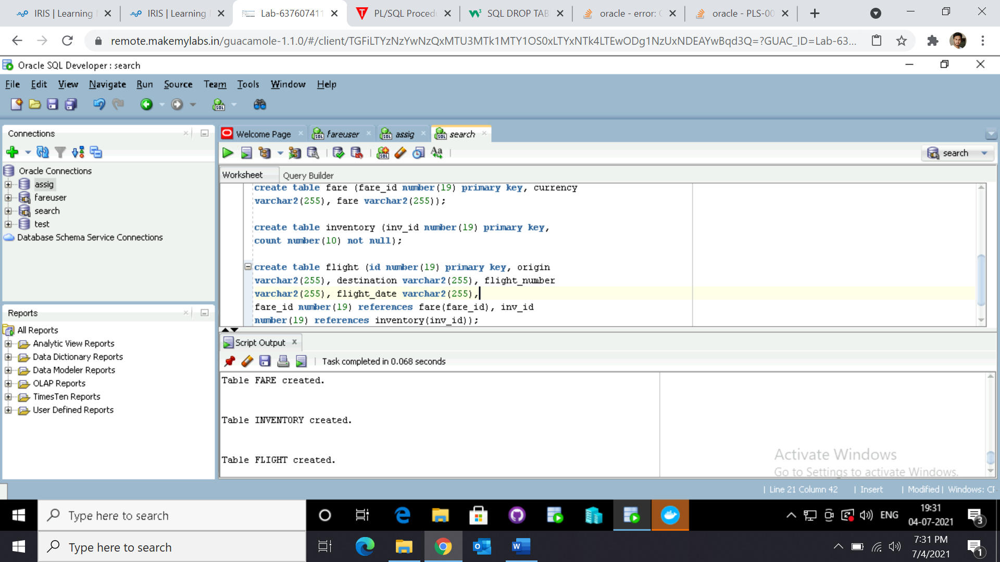 IRIS | Learning
IRIS | Learning
Lab-637607411
PL/SQL Procedu
SQL DROP TAB
oracle - error: 
oracle - PLS-00
remote.makemylabs.in/guacamole-1.1.0/#/client/TGFiLTYzNzYwNzQxMTU3MTk1MTY1OS0xLTYxNTk4LTEwODg1NzUxNDEAYwBqd3Q=?GUAC_ID=Lab-63...
Oracle SQL Developer : search
File Edit View Navigate Run Source Team Tools Window Help
Connections
Oracle Connections
assig
fareuser
search
test
Database Schema Service Connections
Reports
All Reports
Analytic View Reports
Data Dictionary Reports
Data Modeler Reports
OLAP Reports
TimesTen Reports
User Defined Reports
Welcome Page
fareuser
assig
search
search
Worksheet Query Builder
create table fare (fare_id number(19) primary key, currency
varchar2(255), fare varchar2(255));
create table inventory (inv_id number(19) primary key,
count number(10) not null);
create table flight (id number(19) primary key, origin
varchar2(255), destination varchar2(255), flight_number
varchar2(255), flight_date varchar2(255),
fare_id number(19) references fare(fare_id), inv_id
number(19) references inventory(inv_id));
Script Output
Task completed in 0.068 seconds
Table FARE created.
Table INVENTORY created.
Table FLIGHT created.
Activate Windows
Go to Settings to activate Windows.
| Line 21 Column 42 | Insert | Modified | Windows: CF
Type here to search
ENG
19:31
04-07-2021
3
Type here to search
7:31 PM
7/4/2021
1